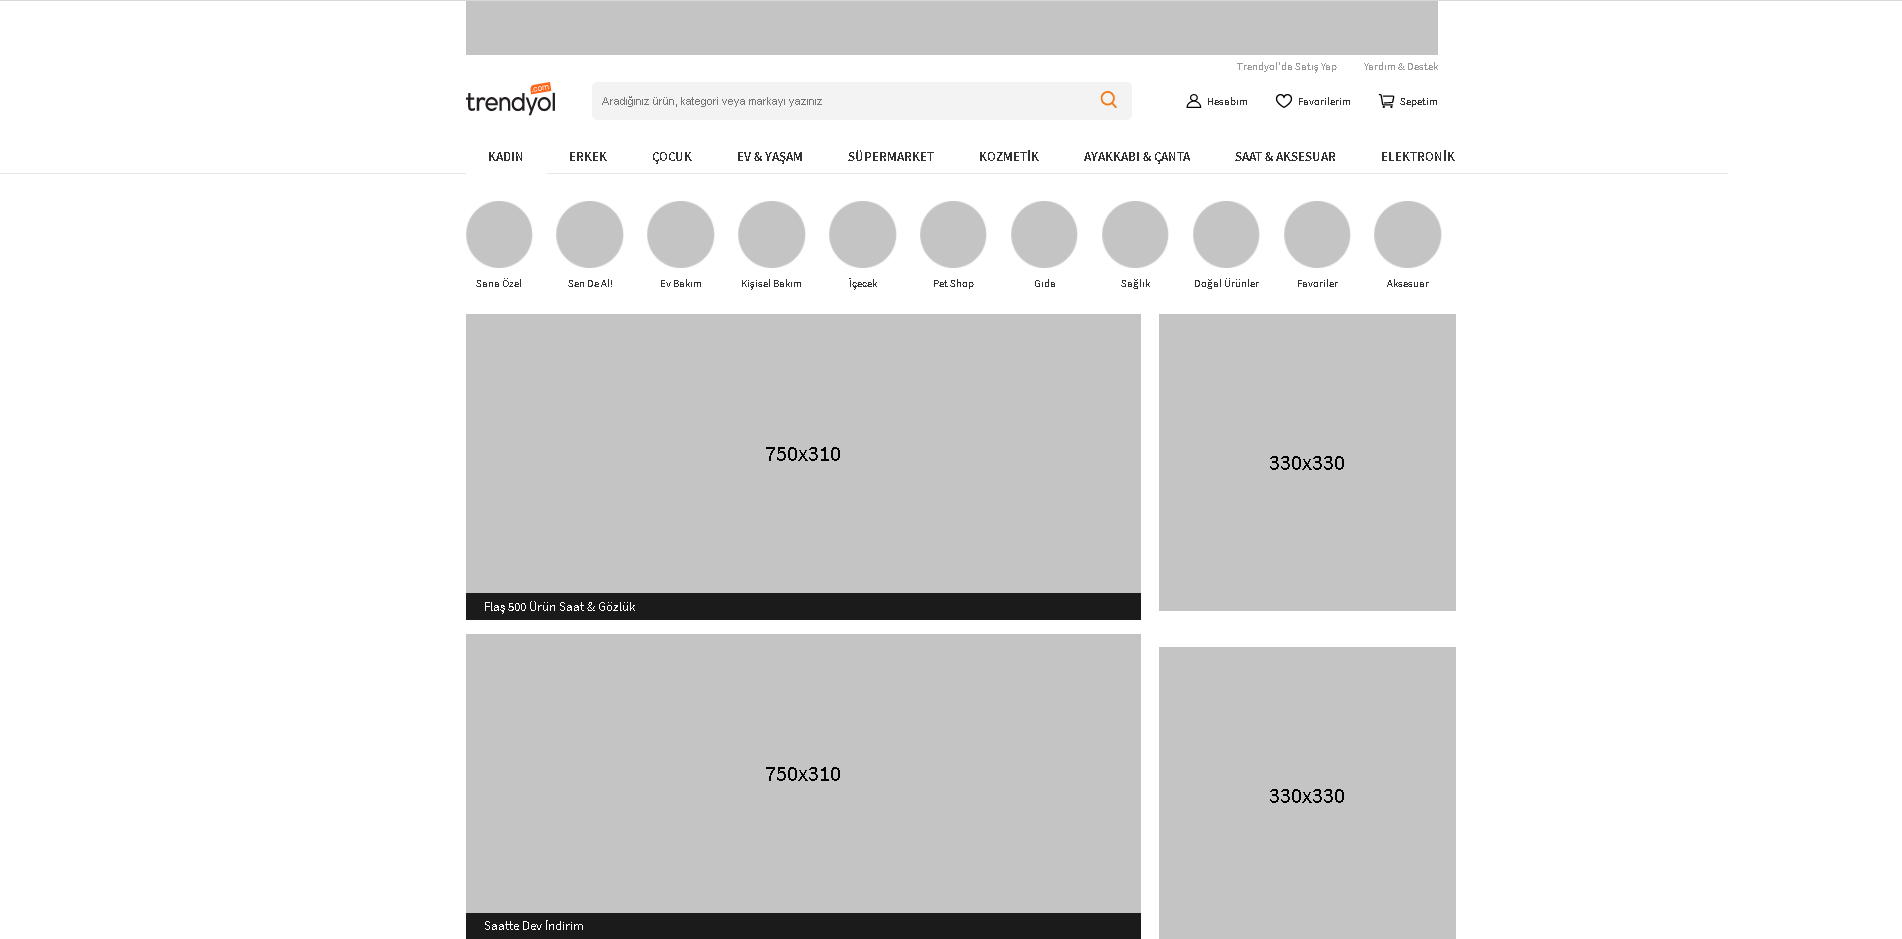 Trendyol'da Satış Yap Yardım & Destek
trendyol .com
Aradığınız ürün, kategori veya markayı yazınız
Hesabım Favorilerim Sepetim
KADIN ERKEK ÇOCUK EV & YAŞAM SÜPERMARKET KOZMETİK AYAKKABI & ÇANTA SAAT & AKSESUAR ELEKTRONİK
Sana Özel Sen De Al! Ev Bakım Kişisel Bakım İçecek Pet Shop Gıda Sağlık Doğal Ürünler Favoriler Aksesuar
750x310
330x330
Flaş 500 Ürün Saat & Gözlük
750x310
330x330
Saatte Dev İndirim